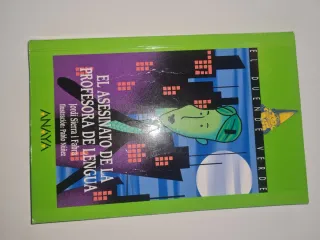 EL DUENDE VERDE
EL ASESINATO DE LA
PROFESORA DE LENGUA
Jordi Sierra i Fabra
Ilustración: Pablo Núñez
ANAYA